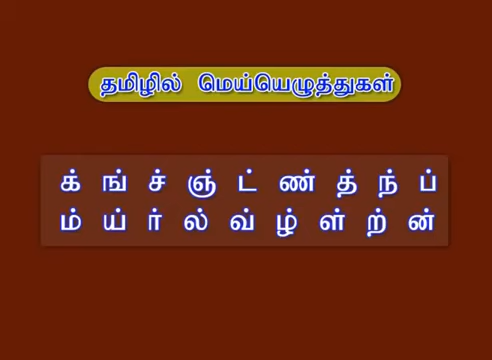 தமிழில் மெய்யெழுத்துகள்
க் ங் ச் ஞ் ட் ண் த் ந் ப்
ம் ய் ர் ல் வ் ழ் ள் ற் ன்